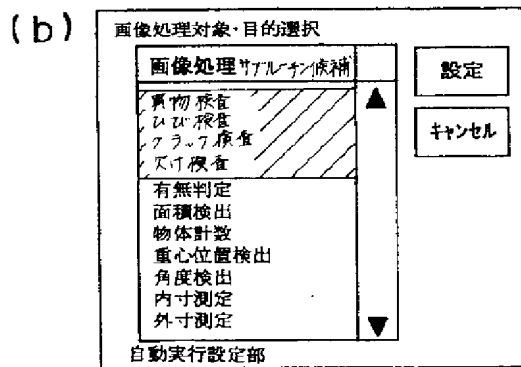 (b)
画像処理対象・目的選択
画像処理サブルーチン候補
設定
キャンセル
異物検査
ひび検査
クラック検査
欠け検査
有無判定
面積検出
物体計数
重心位置検出
角度検出
内寸測定
外寸測定
自動実行設定部